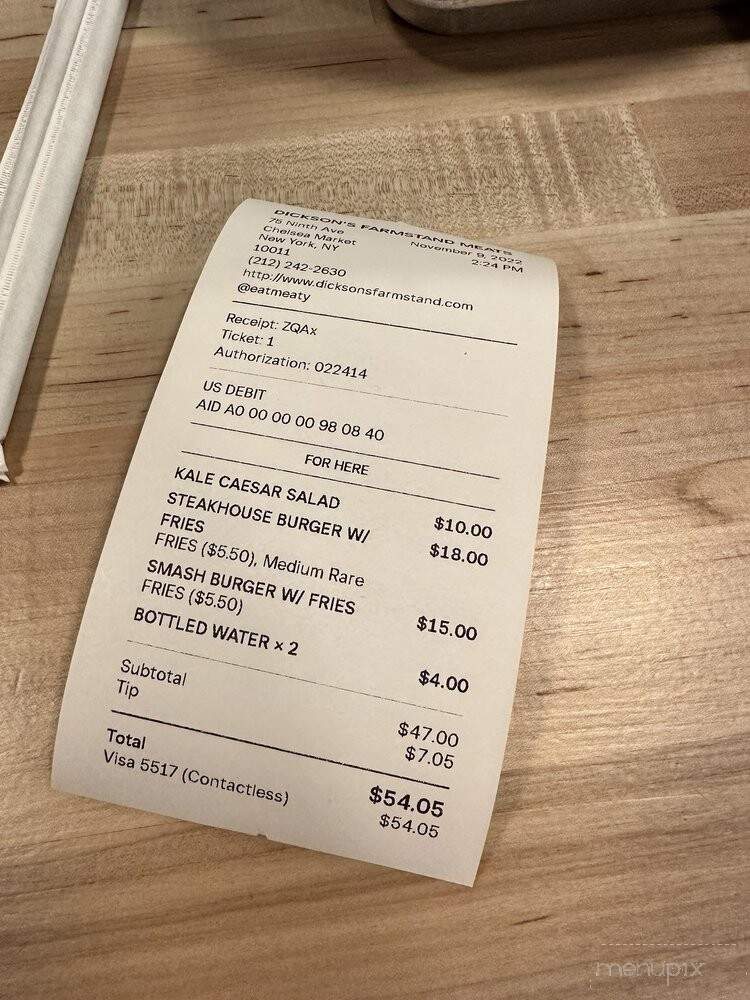 DICKSON'S FARMSTAND MEATS
75 Ninth Ave
November 9, 2022
Chelsea Market
2:24 PM
New York, NY
10011
(212) 242-2630
http://www.dicksonsfarmstand.com
@eatmeaty
Receipt: ZQAx
Ticket: 1
Authorization: 022414
US DEBIT
AID A0 00 00 00 98 08 40
FOR HERE
KALE CAESAR SALAD $10.00
STEAKHOUSE BURGER W/ $18.00
FRIES
FRIES ($5.50), Medium Rare
SMASH BURGER W/ FRIES $15.00
FRIES ($5.50)
BOTTLED WATER × 2 $4.00
Subtotal $47.00
Tip $7.05
Total $54.05
Visa 5517 (Contactless) $54.05
menupix